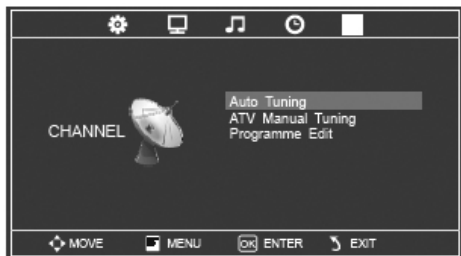 CHANNEL
Auto Tuning
ATV Manual Tuning
Programme Edit
MOVE MENU OK ENTER EXIT